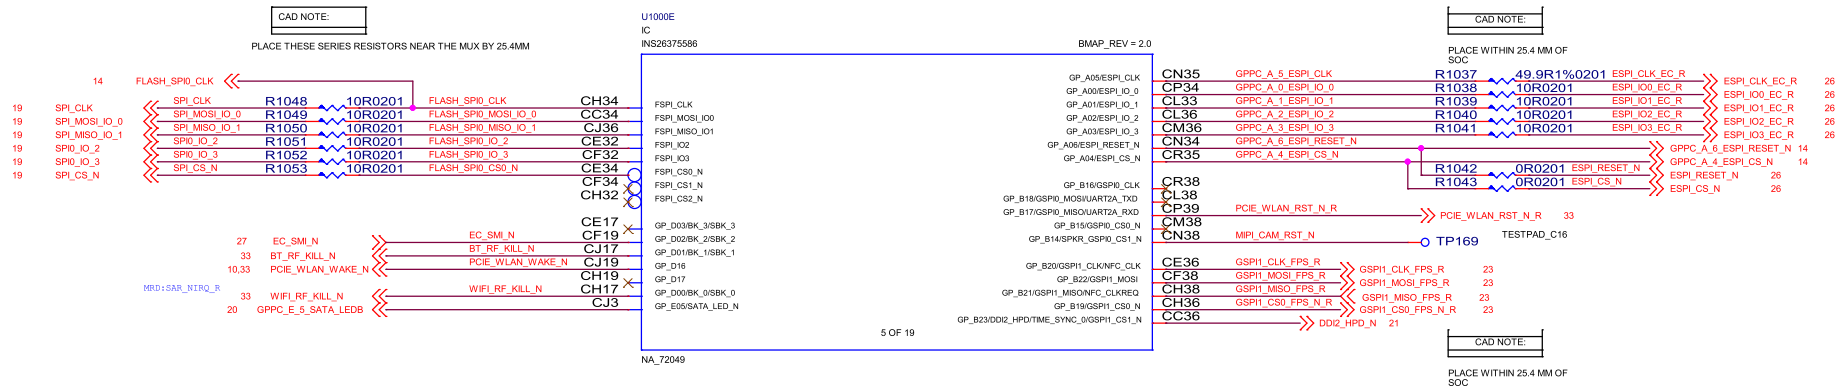 CAD NOTE:
PLACE THESE SERIES RESISTORS NEAR THE MUX BY 25.4MM
U1000E
IC
INS26375586
BMAP_REV = 2.0
CAD NOTE:
PLACE WITHIN 25.4 MM OF
SOC
14 FLASH_SPI0_CLK
19 SPI_CLK SPI_CLK R1048 10R0201 FLASH_SPI0_CLK CH34 FSPI_CLK
19 SPI_MOSI_IO_0 SPI_MOSI_IO_0 R1049 10R0201 FLASH_SPI0_MOSI_IO_0 CC34 FSPI_MOSI_IO0
19 SPI_MISO_IO_1 SPI_MISO_IO_1 R1050 10R0201 FLASH_SPI0_MISO_IO_1 CJ36 FSPI_MISO_IO1
19 SPI0_IO_2 SPI0_IO_2 R1051 10R0201 FLASH_SPI0_IO_2 CE32 FSPI_IO2
19 SPI0_IO_3 SPI0_IO_3 R1052 10R0201 FLASH_SPI0_IO_3 CF32 FSPI_IO3
19 SPI_CS_N SPI_CS_N R1053 10R0201 FLASH_SPI0_CS0_N CE34 FSPI_CS0_N
CF34 FSPI_CS1_N
CH32 FSPI_CS2_N
CE17 GP_D03/BK_3/SBK_3
27 EC_SMI_N EC_SMI_N CF19 GP_D02/BK_2/SBK_2
33 BT_RF_KILL_N BT_RF_KILL_N CJ17 GP_D01/BK_1/SBK_1
10,33 PCIE_WLAN_WAKE_N PCIE_WLAN_WAKE_N CJ19 GP_D16
CH19 GP_D17
MRD:SAR_NIRQ_R
33 WIFI_RF_KILL_N WIFI_RF_KILL_N CH17 GP_D00/BK_0/SBK_0
20 GPPC_E_5_SATA_LEDB CJ3 GP_E05/SATA_LED_N
GP_A05/ESPI_CLK CN35 GPPC_A_5_ESPI_CLK R1037 49.9R1%0201 ESPI_CLK_EC_R ESPI_CLK_EC_R 26
GP_A00/ESPI_IO_0 CP34 GPPC_A_0_ESPI_IO_0 R1038 10R0201 ESPI_IO0_EC_R ESPI_IO0_EC_R 26
GP_A01/ESPI_IO_1 CL33 GPPC_A_1_ESPI_IO_1 R1039 10R0201 ESPI_IO1_EC_R ESPI_IO1_EC_R 26
GP_A02/ESPI_IO_2 CL36 GPPC_A_2_ESPI_IO_2 R1040 10R0201 ESPI_IO2_EC_R ESPI_IO2_EC_R 26
GP_A03/ESPI_IO_3 CM36 GPPC_A_3_ESPI_IO_3 R1041 10R0201 ESPI_IO3_EC_R ESPI_IO3_EC_R 26
GP_A06/ESPI_RESET_N CN34 GPPC_A_6_ESPI_RESET_N GPPC_A_6_ESPI_RESET_N 14
GP_A04/ESPI_CS_N CR35 GPPC_A_4_ESPI_CS_N GPPC_A_4_ESPI_CS_N 14
R1042 0R0201 ESPI_RESET_N ESPI_RESET_N 26
GP_B16/GSPI0_CLK CR38 R1043 0R0201 ESPI_CS_N ESPI_CS_N 26
GP_B18/GSPI0_MOSI/UART2A_TXD CL38
GP_B17/GSPI0_MISO/UART2A_RXD CP39 PCIE_WLAN_RST_N_R PCIE_WLAN_RST_N_R 33
GP_B15/GSPI0_CS0_N CM38
TESTPAD_C16
GP_B14/SPKR_GSPI0_CS1_N CN38 MIPI_CAM_RST_N TP169
GP_B20/GSPI1_CLK/NFC_CLK CE36 GSPI1_CLK_FPS_R GSPI1_CLK_FPS_R 23
GP_B22/GSPI1_MOSI CF38 GSPI1_MOSI_FPS_R GSPI1_MOSI_FPS_R 23
GP_B21/GSPI1_MISO/NFC_CLKREQ CH38 GSPI1_MISO_FPS_R GSPI1_MISO_FPS_R 23
GP_B19/GSPI1_CS0_N CH36 GSPI1_CS0_FPS_N_R GSPI1_CS0_FPS_N_R 23
GP_B23/DDI2_HPD/TIME_SYNC_0/GSPI1_CS1_N CC36 DDI2_HPD_N 21
5 OF 19
NA_72049
CAD NOTE:
PLACE WITHIN 25.4 MM OF
SOC